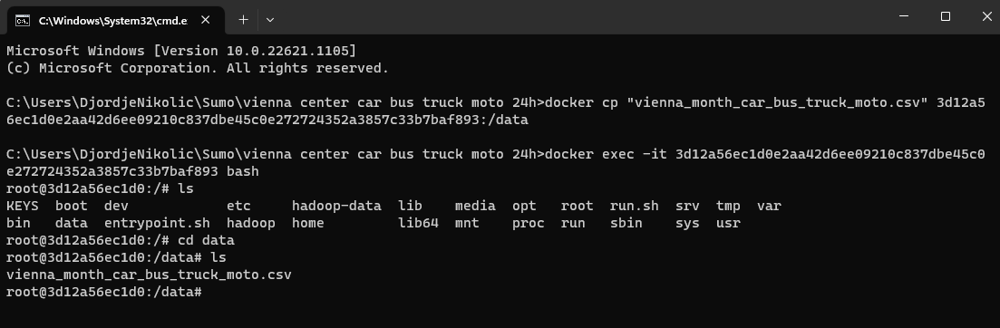 C:\Windows\System32\cmd.e
Microsoft Windows [Version 10.0.22621.1105]
(c) Microsoft Corporation. All rights reserved.
C:\Users\DjordjeNikolic\Sumo\vienna center car bus truck moto 24h>docker cp "vienna_month_car_bus_truck_moto.csv" 3d12a5
6ec1d0e2aa42d6ee09210c837dbe45c0e272724352a3857c33b7baf893:/data
C:\Users\DjordjeNikolic\Sumo\vienna center car bus truck moto 24h>docker exec -it 3d12a56ec1d0e2aa42d6ee09210c837dbe45c0
e272724352a3857c33b7baf893 bash
root@3d12a56ec1d0:/# ls
KEYS  boot  dev            etc     hadoop-data  lib    media  opt   root  run.sh  srv  tmp  var
bin   data  entrypoint.sh  hadoop  home         lib64  mnt    proc  run   sbin    sys  usr
root@3d12a56ec1d0:/# cd data
root@3d12a56ec1d0:/data# ls
vienna_month_car_bus_truck_moto.csv
root@3d12a56ec1d0:/data#